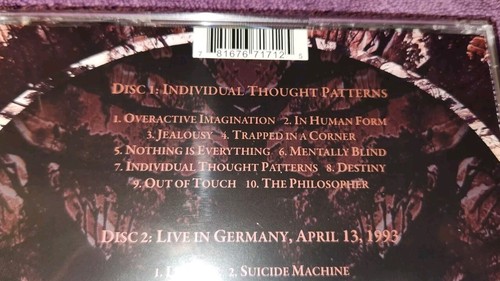 7 81676 71712 5
DISC 1: INDIVIDUAL THOUGHT PATTERNS
1. OVERACTIVE IMAGINATION 2. IN HUMAN FORM
3. JEALOUSY 4. TRAPPED IN A CORNER
5. NOTHING IS EVERYTHING 6. MENTALLY BLIND
7. INDIVIDUAL THOUGHT PATTERNS 8. DESTINY
9. OUT OF TOUCH 10. THE PHILOSOPHER
DISC 2: LIVE IN GERMANY, APRIL 13, 1993
1. 2. SUICIDE MACHINE